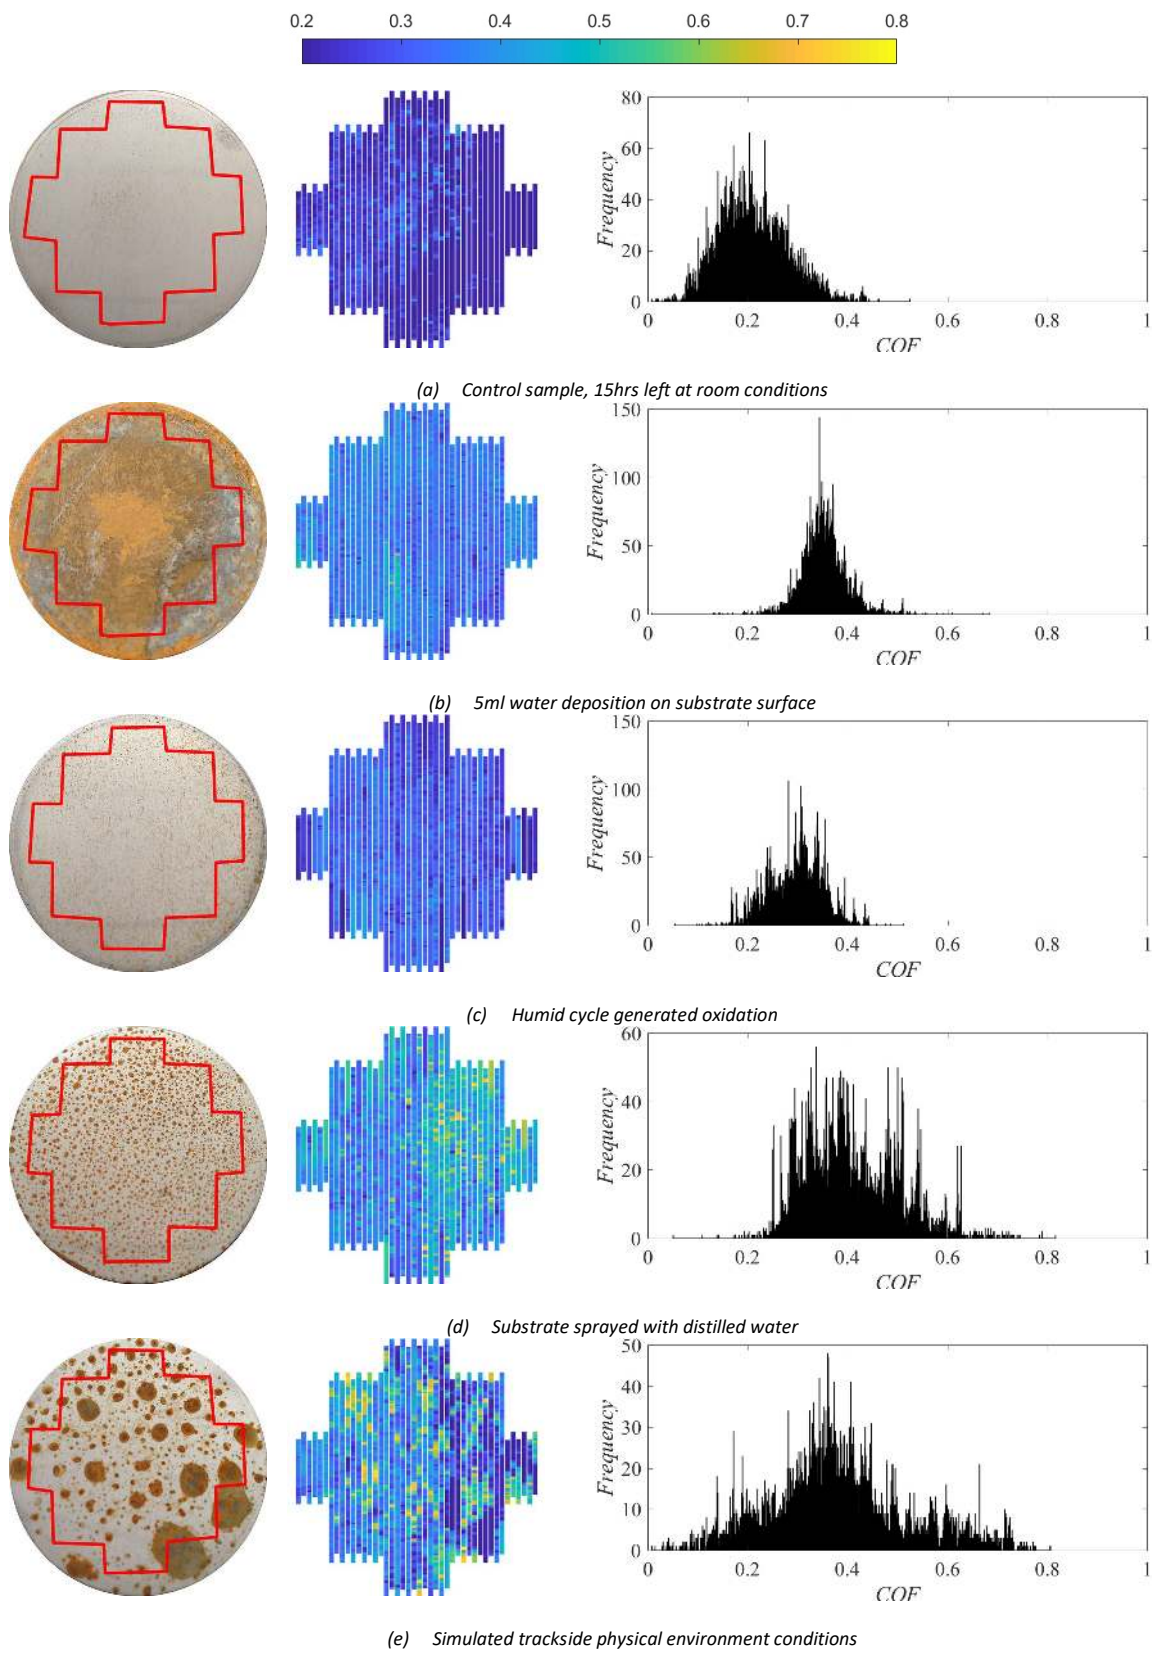 0.2 0.3 0.4 0.5 0.6 0.7 0.8
80
60
40
20
0
Frequency
0 0.2 0.4 0.6 0.8 1
COF
(a) Control sample, 15hrs left at room conditions
150
100
50
0
Frequency
0 0.2 0.4 0.6 0.8 1
COF
(b) 5ml water deposition on substrate surface
150
100
50
0
Frequency
0 0.2 0.4 0.6 0.8 1
COF
(c) Humid cycle generated oxidation
60
40
20
0
Frequency
0 0.2 0.4 0.6 0.8 1
COF
(d) Substrate sprayed with distilled water
50
40
30
20
10
0
Frequency
0 0.2 0.4 0.6 0.8 1
COF
(e) Simulated trackside physical environment conditions